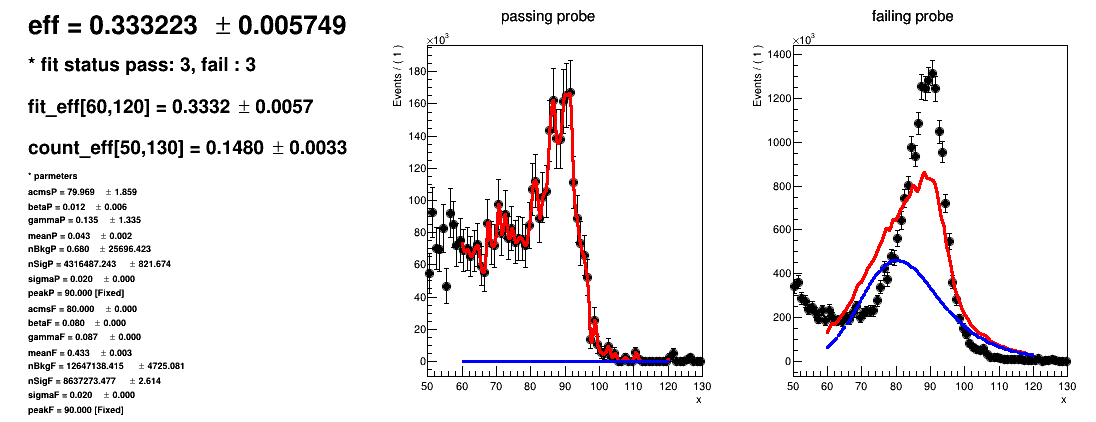 eff = 0.333223 ± 0.005749
* fit status pass: 3, fail : 3
fit_eff[60,120] = 0.3332 ± 0.0057
count_eff[50,130] = 0.1480 ± 0.0033
* parmeters
acmsP = 79.969 ± 1.859
betaP = 0.012 ± 0.006
gammaP = 0.135 ± 1.335
meanP = 0.043 ± 0.002
nBkgP = 0.680 ± 25696.423
nSigP = 4316487.243 ± 821.674
sigmaP = 0.020 ± 0.000
peakP = 90.000 [Fixed]
acmsF = 80.000 ± 0.000
betaF = 0.080 ± 0.000
gammaF = 0.087 ± 0.000
meanF = 0.433 ± 0.003
nBkgF = 12647138.415 ± 4725.081
nSigF = 8637273.477 ± 2.614
sigmaF = 0.020 ± 0.000
peakF = 90.000 [Fixed]
passing probe
×10³
Events / ( 1 )
180
160
140
120
100
80
60
40
20
0
50 60 70 80 90 100 110 120 130
x
failing probe
×10³
Events / ( 1 )
1400
1200
1000
800
600
400
200
0
50 60 70 80 90 100 110 120 130
x